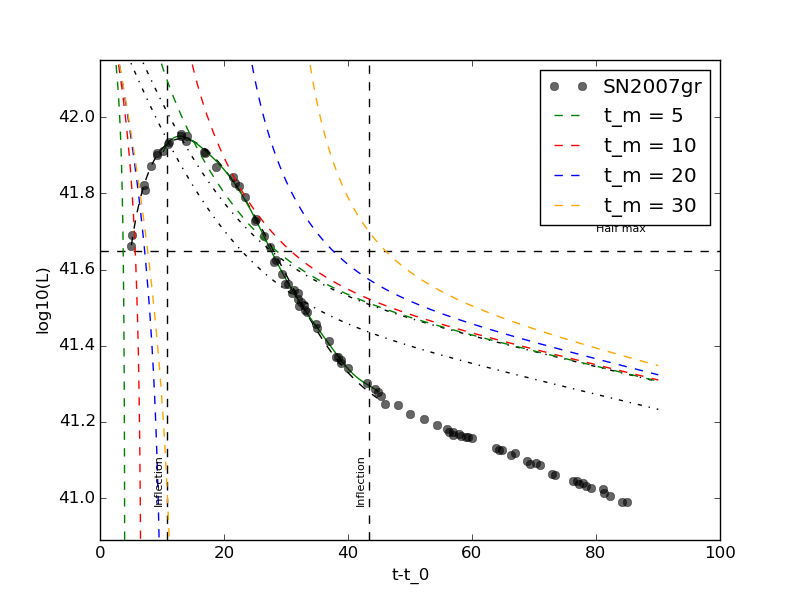 SN2007gr
t_m = 5
t_m = 10
t_m = 20
t_m = 30
Half max
42.0
41.8
41.6
41.4
41.2
41.0
log10(L)
Inflection
Inflection
0
20
40
60
80
100
t-t_0